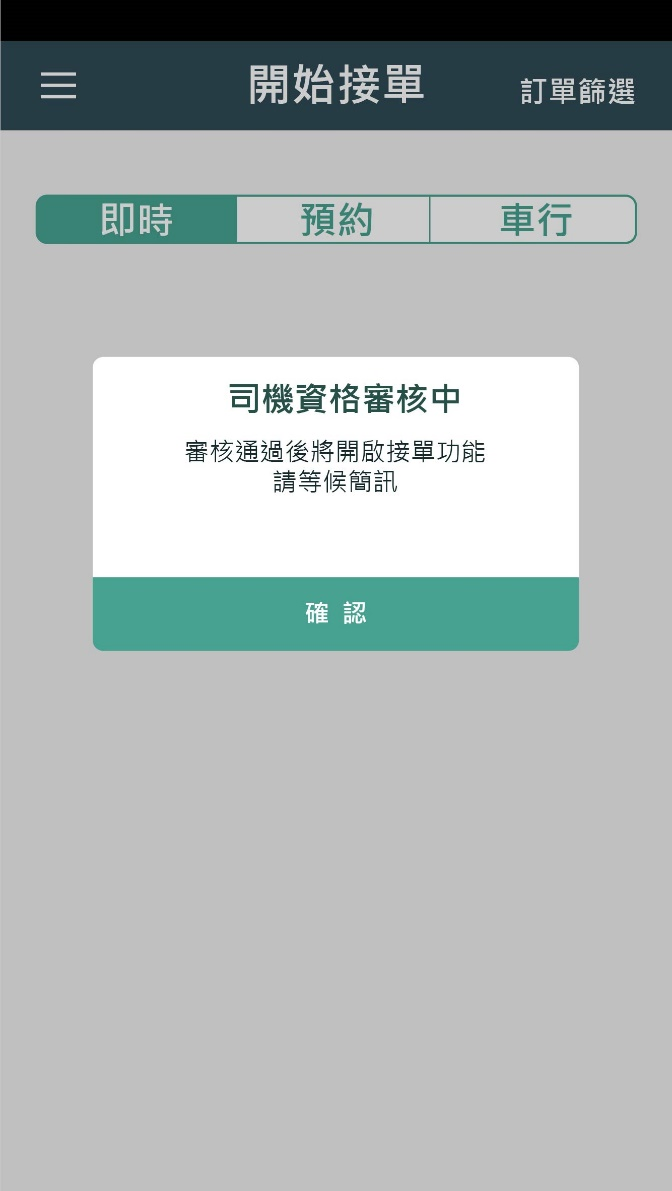 開始接單
訂單篩選
即時
預約
車行
司機資格審核中
審核通過後將開啟接單功能
請等候簡訊
確 認